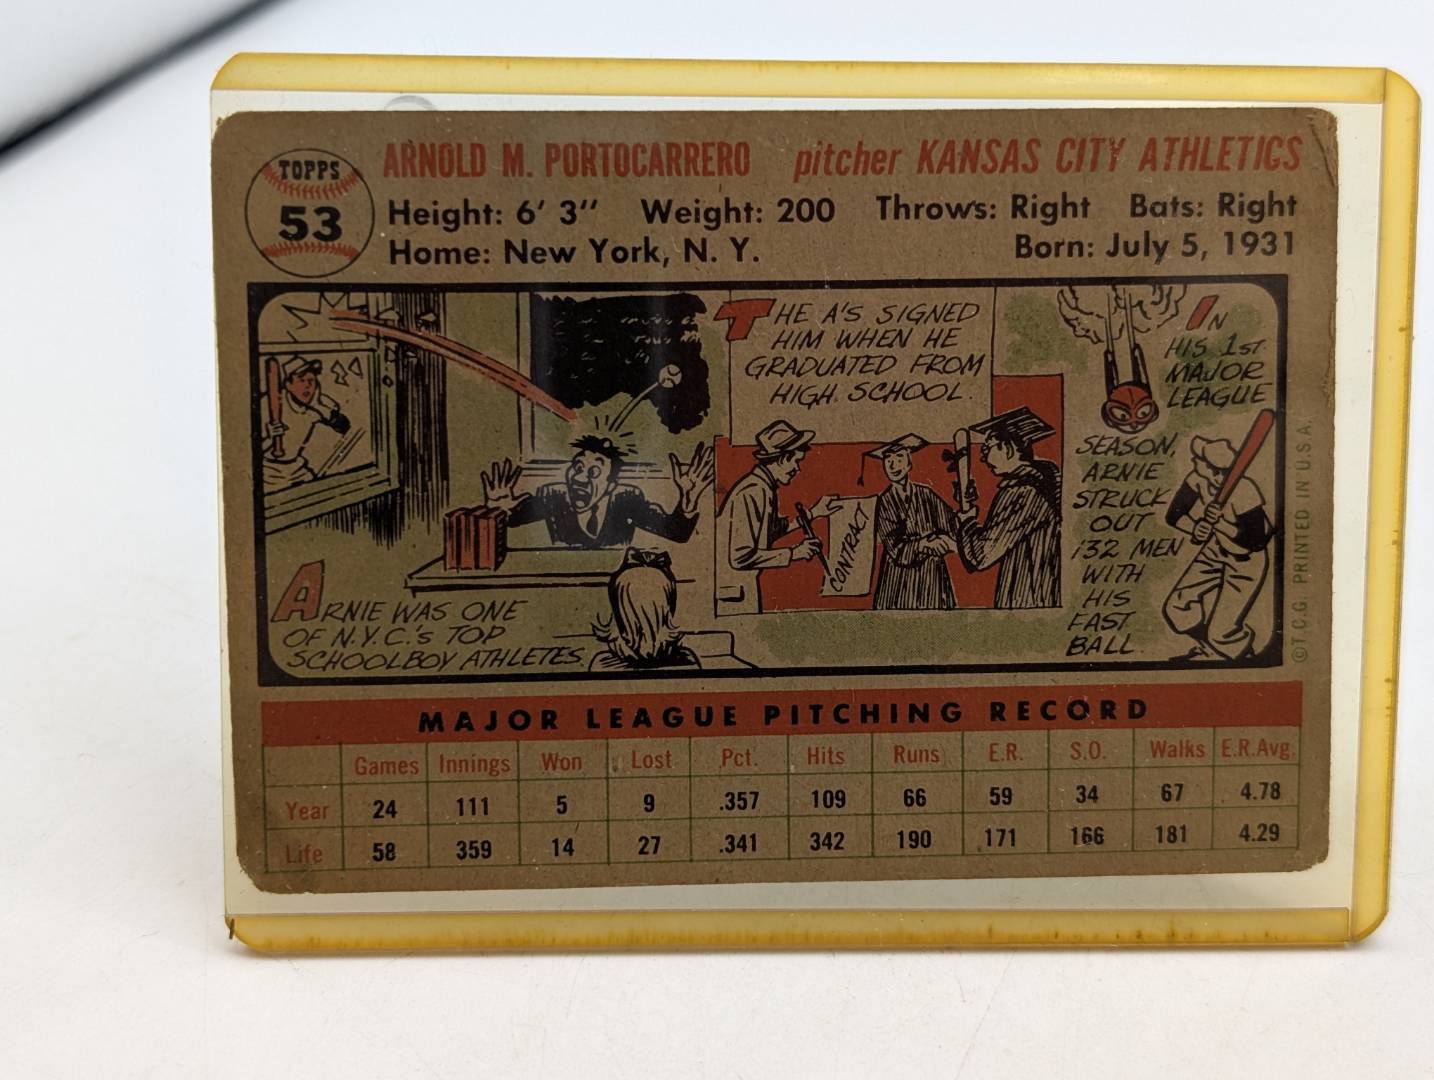 TOPPS
53
ARNOLD M. PORTOCARRERO pitcher KANSAS CITY ATHLETICS
Height: 6' 3" Weight: 200 Throws: Right Bats: Right
Home: New York, N. Y. Born: July 5, 1931
ARNIE WAS ONE
OF N.Y.C.'s TOP
SCHOOLBOY ATHLETES.
THE A'S SIGNED
HIM WHEN HE
GRADUATED FROM
HIGH SCHOOL.
CONTRACT
IN
HIS 1ST
MAJOR
LEAGUE
SEASON,
ARNIE
STRUCK
OUT
132 MEN
WITH
HIS
FAST
BALL.
© T.C.G. PRINTED IN U.S.A.
MAJOR LEAGUE PITCHING RECORD
Games Innings Won Lost Pct. Hits Runs E.R. S.O. Walks E.R.Avg.
Year 24 111 5 9 .357 109 66 59 34 67 4.78
Life 58 359 14 27 .341 342 190 171 166 181 4.29